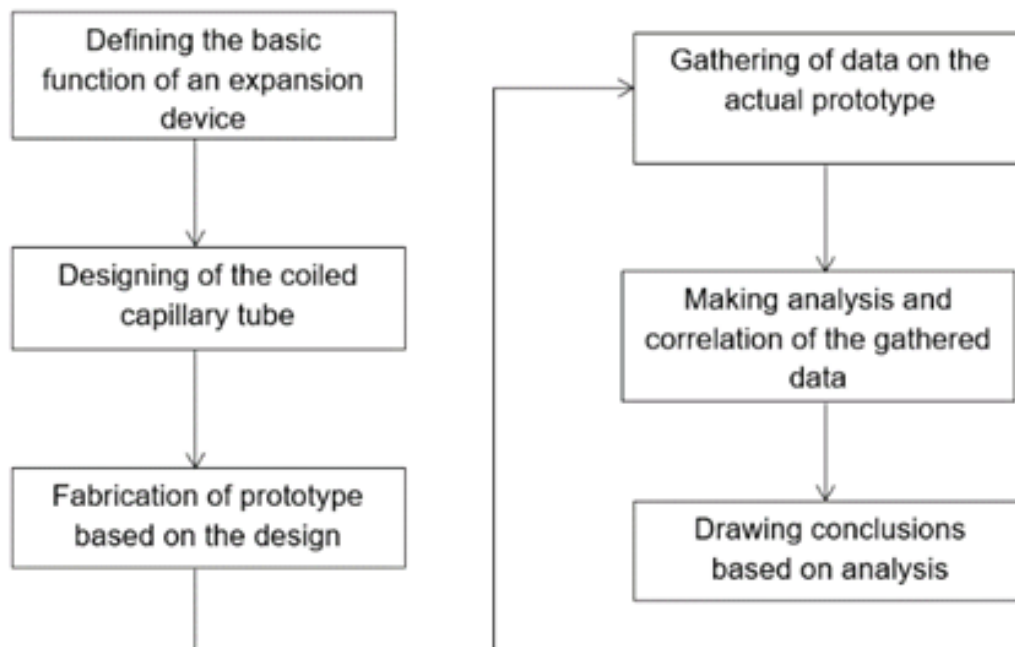 Defining the basic
function of an expansion
device
Designing of the coiled
capillary tube
Fabrication of prototype
based on the design
Gathering of data on the
actual prototype
Making analysis and
correlation of the gathered
data
Drawing conclusions
based on analysis